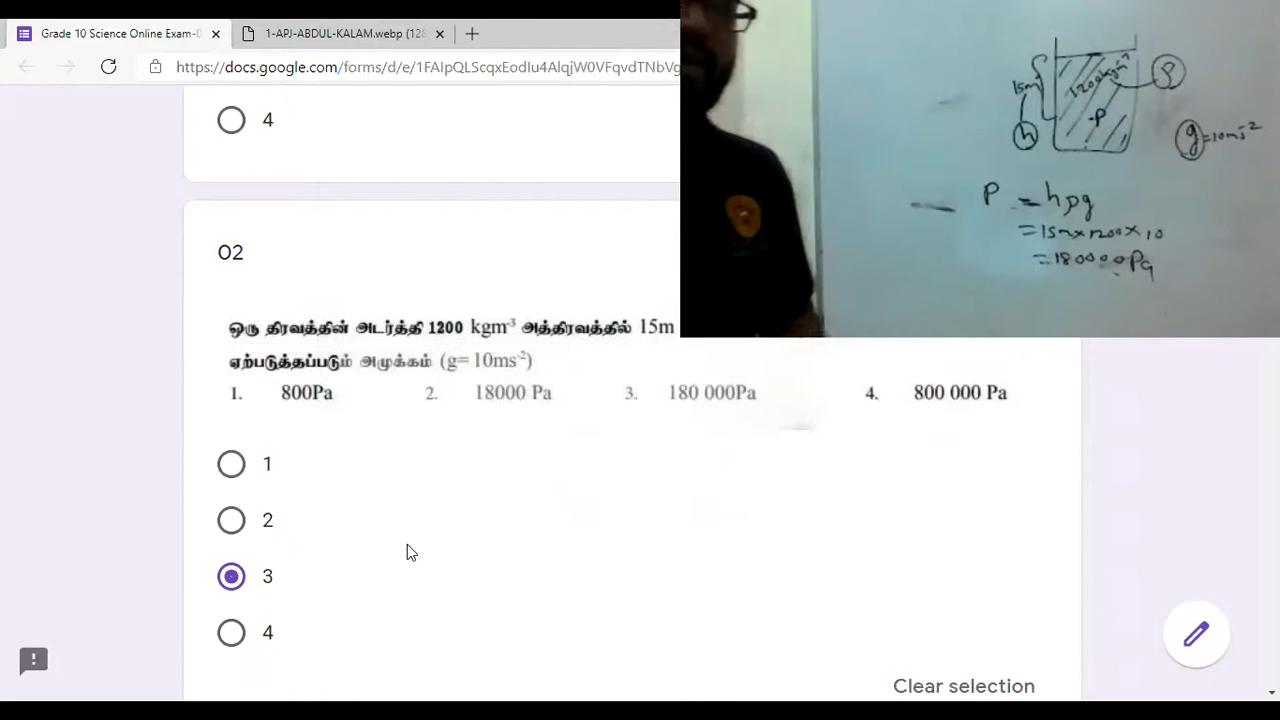 Grade 10 Science Online Exam-0
1-APJ-ABDUL-KALAM.webp (128
https://docs.google.com/forms/d/e/1FAIpQLScqxEodIu4AlqjW0VFqvdTNbVg
4
02
ஒரு திரவத்தின் அடர்த்தி 1200 kgm-3 அத்திரவத்தில் 15m
ஏற்படுத்தப்படும் அமுக்கம் (g=10ms-2)
1. 800Pa 2. 18000 Pa 3. 180 000Pa 4. 800 000 Pa
1
2
3
4
Clear selection
1200kgm-3
15m
ρ
h
.P
g=10ms-2
P = hρg
=15m×1200×10
=180000Pa